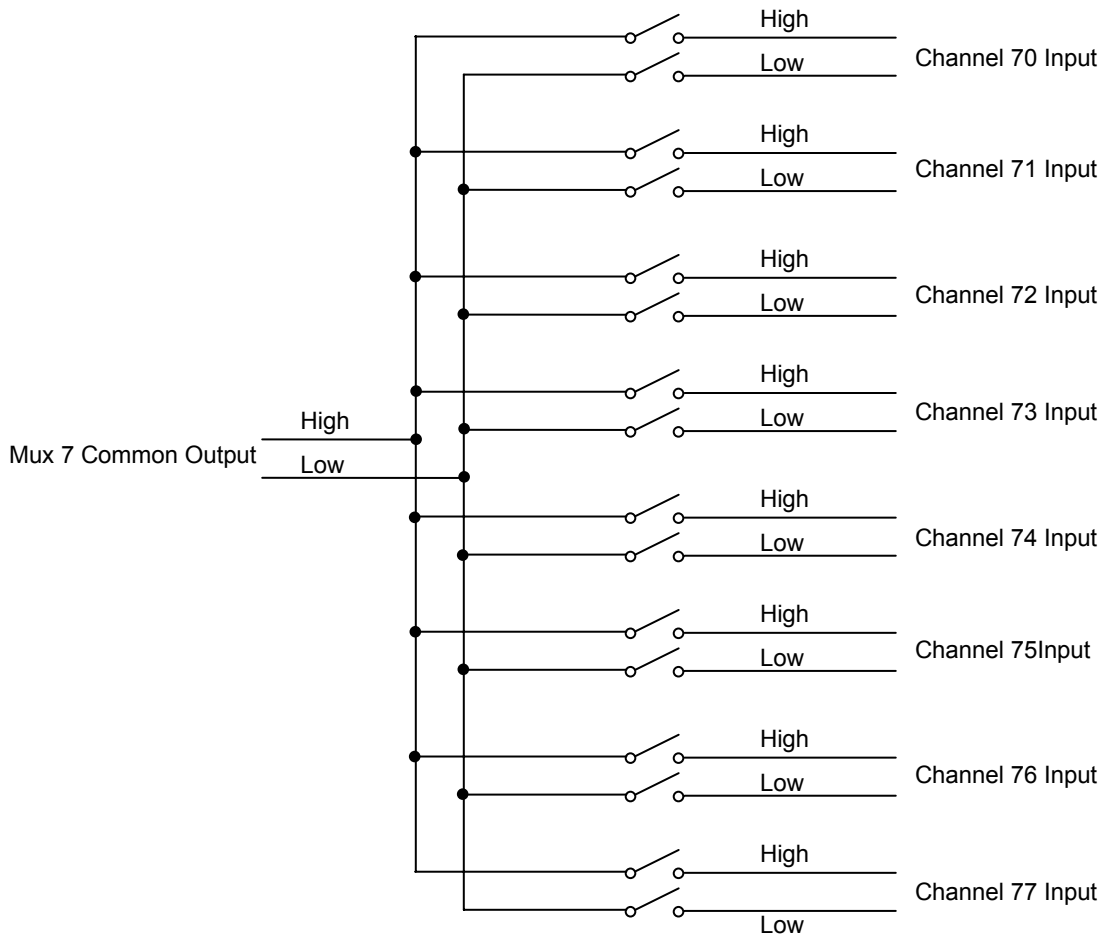 High
Low
Channel 70 Input
High
Low
Channel 71 Input
High
Low
Channel 72 Input
High
Low
Channel 73 Input
High
Low
Mux 7 Common Output
High
Low
Channel 74 Input
High
Low
Channel 75Input
High
Low
Channel 76 Input
High
Low
Channel 77 Input